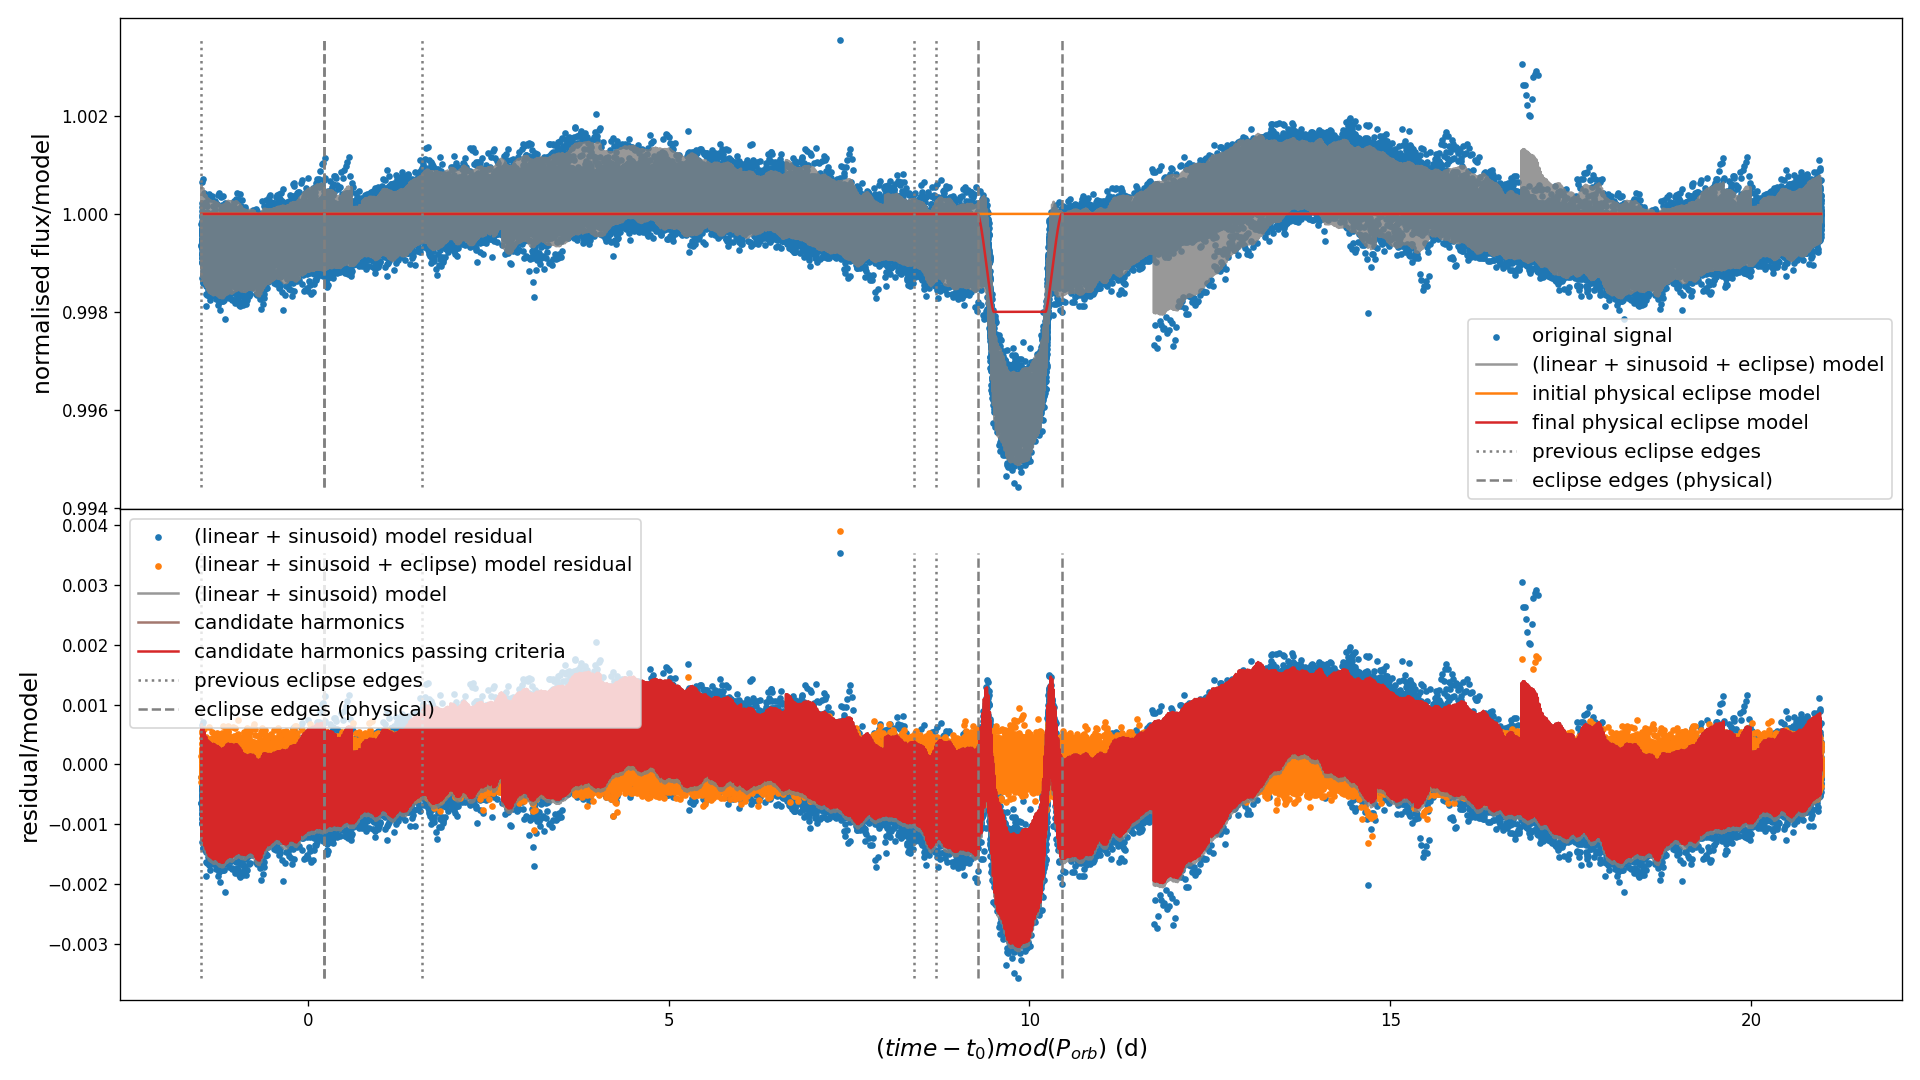 normalised flux/model
1.002
1.000
0.998
0.996
0.994
original signal
(linear + sinusoid + eclipse) model
initial physical eclipse model
final physical eclipse model
previous eclipse edges
eclipse edges (physical)
residual/model
0.004
0.003
0.002
0.001
0.000
−0.001
−0.002
−0.003
(linear + sinusoid) model residual
(linear + sinusoid + eclipse) model residual
(linear + sinusoid) model
candidate harmonics
candidate harmonics passing criteria
previous eclipse edges
eclipse edges (physical)
0 5 10 15 20
(time − t₀)mod(Pₒᵣᵦ) (d)